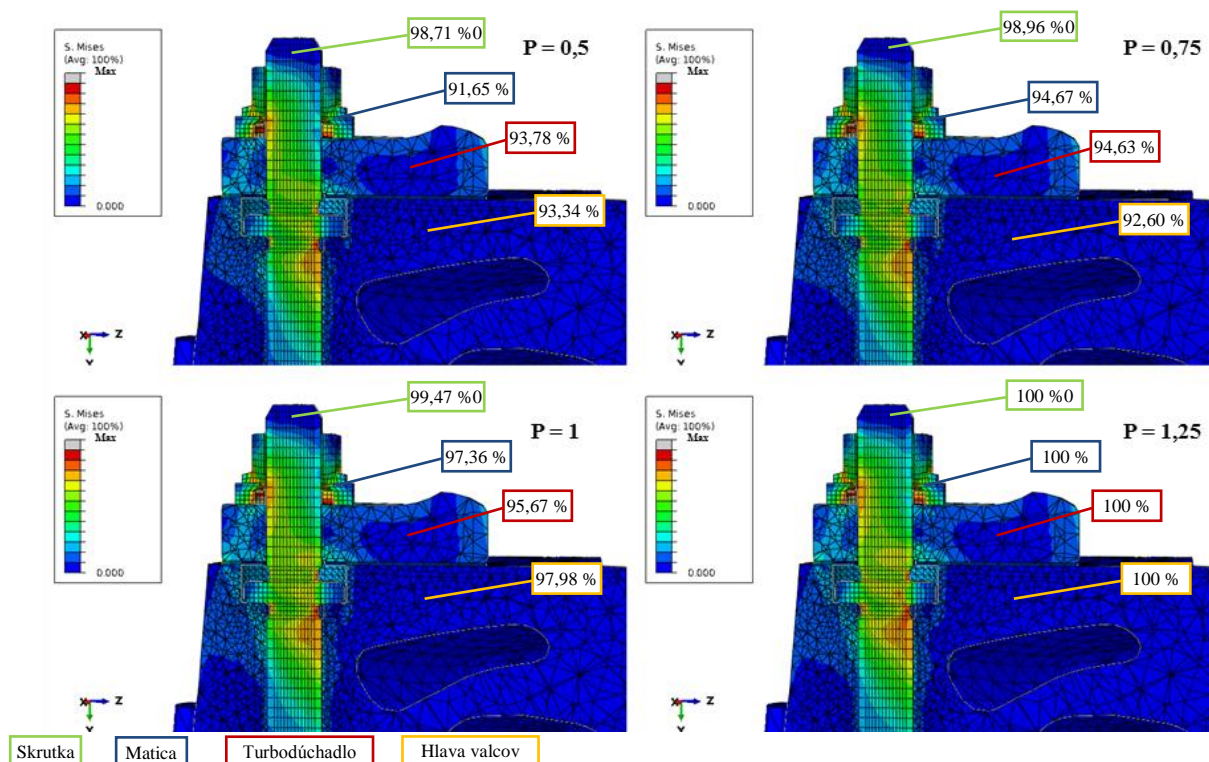 98,71 %0
P = 0,5
S. Mises
(Avg: 100%)
Max
91,65 %
93,78 %
93,34 %
0.000
X
Z
Y
98,96 %0
P = 0,75
S. Mises
(Avg: 100%)
Max
94,67 %
94,63 %
92,60 %
0.000
X
Z
Y
99,47 %0
P = 1
S. Mises
(Avg: 100%)
Max
97,36 %
95,67 %
97,98 %
0.000
X
Z
Y
100 %0
P = 1,25
S. Mises
(Avg: 100%)
Max
100 %
100 %
100 %
0.000
X
Z
Y
Skrutka
Matica
Turbodúchadlo
Hlava valcov